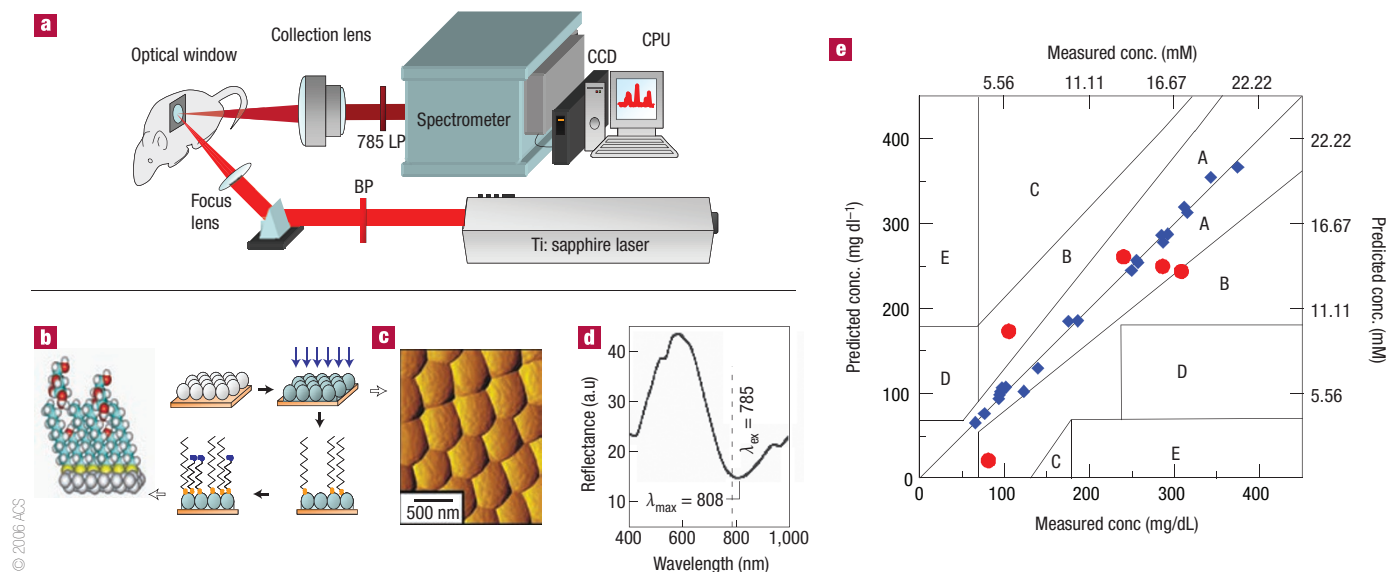 a
Optical window
Collection lens
785 LP
Spectrometer
CCD
CPU
Focus
lens
BP
Ti: sapphire laser
b
c
500 nm
d
Reflectance (a.u)
40
30
20
10
λex = 785
λmax = 808
400
600
800
1,000
Wavelength (nm)
e
Measured conc. (mM)
5.56
11.11
16.67
22.22
Predicted conc. (mg dl–1)
400
300
200
100
0
E
C
B
A
A
B
D
D
C
E
22.22
16.67
11.11
5.56
Predicted conc. (mM)
0
100
200
300
400
Measured conc (mg/dL)
© 2006 ACS